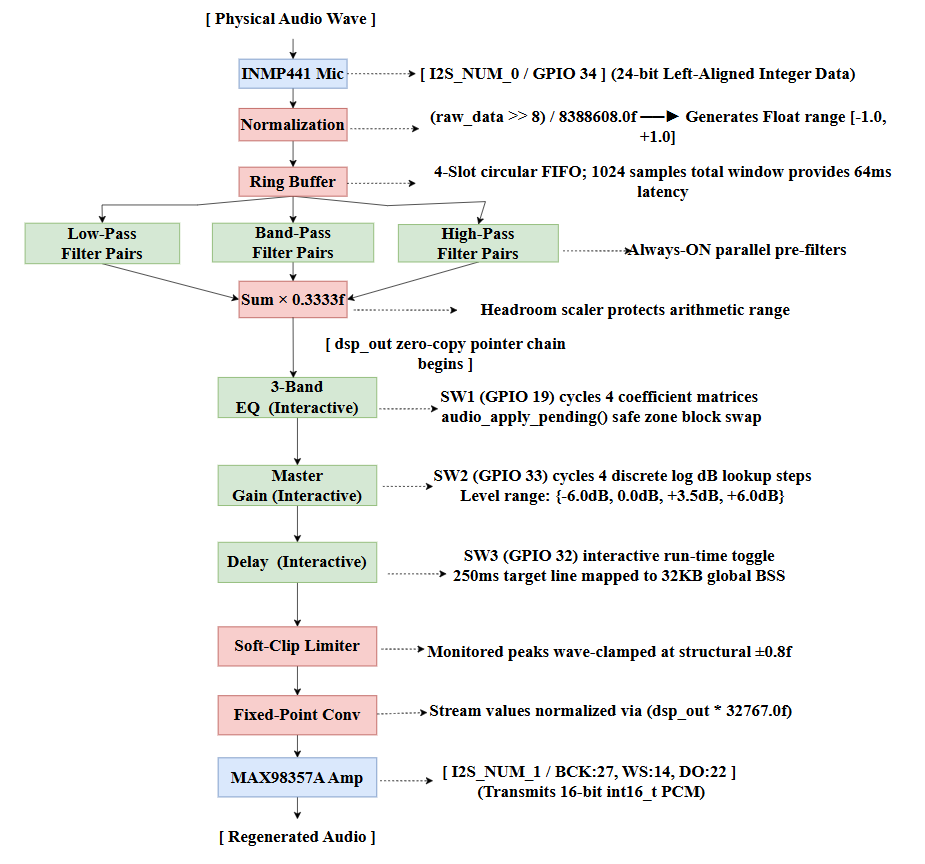 [ Physical Audio Wave ]
INMP441 Mic
[ I2S_NUM_0 / GPIO 34 ] (24-bit Left-Aligned Integer Data)
Normalization
(raw_data >> 8) / 8388608.0f ──► Generates Float range [-1.0,
+1.0]
Ring Buffer
4-Slot circular FIFO; 1024 samples total window provides 64ms
latency
Low-Pass
Filter Pairs
Band-Pass
Filter Pairs
High-Pass
Filter Pairs
Always-ON parallel pre-filters
Sum × 0.3333f
Headroom scaler protects arithmetic range
[ dsp_out zero-copy pointer chain
begins ]
3-Band
EQ (Interactive)
SW1 (GPIO 19) cycles 4 coefficient matrices
audio_apply_pending() safe zone block swap
Master
Gain (Interactive)
SW2 (GPIO 33) cycles 4 discrete log dB lookup steps
Level range: {-6.0dB, 0.0dB, +3.5dB, +6.0dB}
Delay (Interactive)
SW3 (GPIO 32) interactive run-time toggle
250ms target line mapped to 32KB global BSS
Soft-Clip Limiter
Monitored peaks wave-clamped at structural ±0.8f
Fixed-Point Conv
Stream values normalized via (dsp_out * 32767.0f)
MAX98357A Amp
[ I2S_NUM_1 / BCK:27, WS:14, DO:22 ]
(Transmits 16-bit int16_t PCM)
[ Regenerated Audio ]